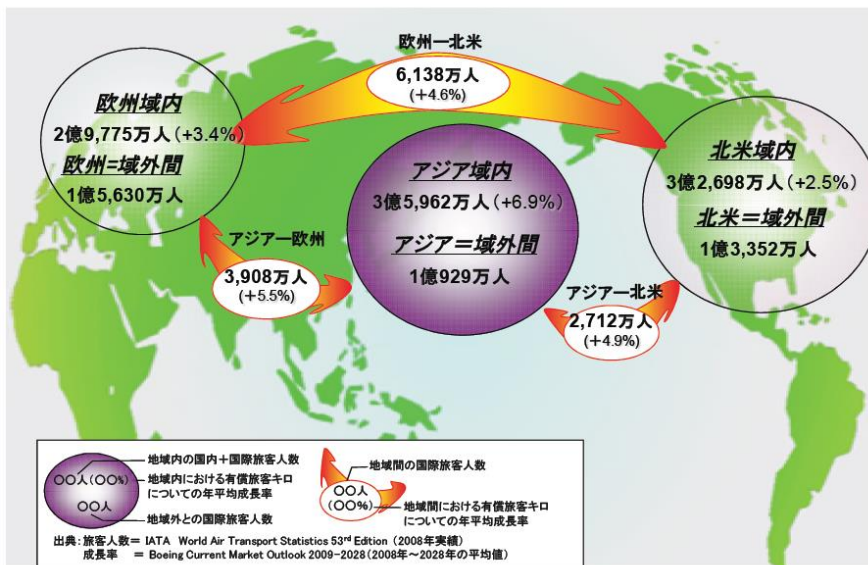 欧州ー北米
6,138万人
(+4.6%)
欧州域内
2億9,775万人(+3.4%)
欧州=域外間
1億5,630万人
アジア域内
3億5,962万人(+6.9%)
アジア=域外間
1億929万人
北米域内
3億2,698万人(+2.5%)
北米=域外間
1億3,352万人
アジアー欧州
3,908万人
(+5.5%)
アジアー北米
2,712万人
(+4.9%)
〇〇人(〇〇%)
〇〇人
地域内の国内+国際旅客人数
地域内における有償旅客キロ
についての年平均成長率
地域外との国際旅客人数
〇〇人
(〇〇%)
地域間の国際旅客人数
地域間における有償旅客キロ
についての年平均成長率
出典:旅客人数= IATA World Air Transport Statistics 53rd Edition (2008年実績)
成長率 = Boeing Current Market Outlook 2009-2028(2008年~2028年の平均値)